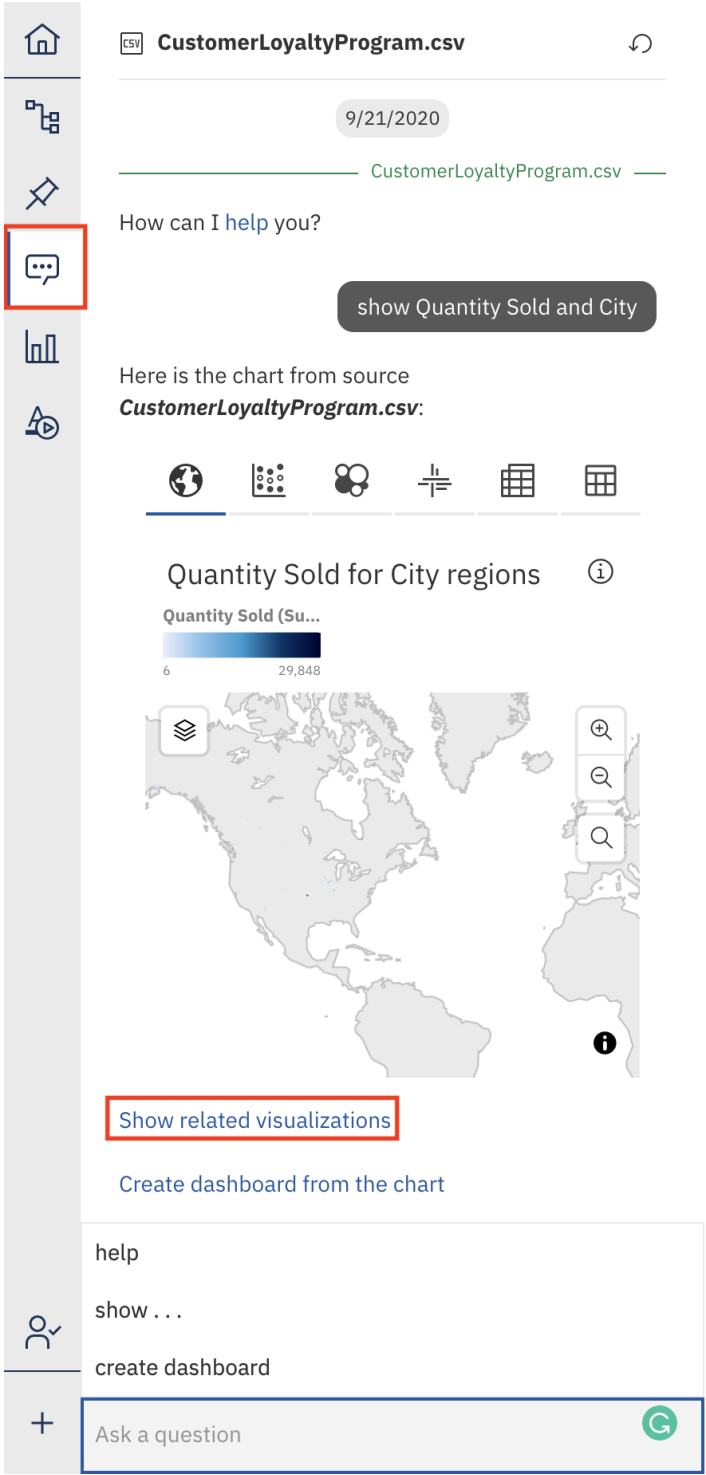 CSV CustomerLoyaltyProgram.csv
9/21/2020
CustomerLoyaltyProgram.csv
How can I help you?
show Quantity Sold and City
Here is the chart from source
CustomerLoyaltyProgram.csv:
Quantity Sold for City regions
Quantity Sold (Su...
6 29,848
Show related visualizations
Create dashboard from the chart
help
show . . .
create dashboard
Ask a question